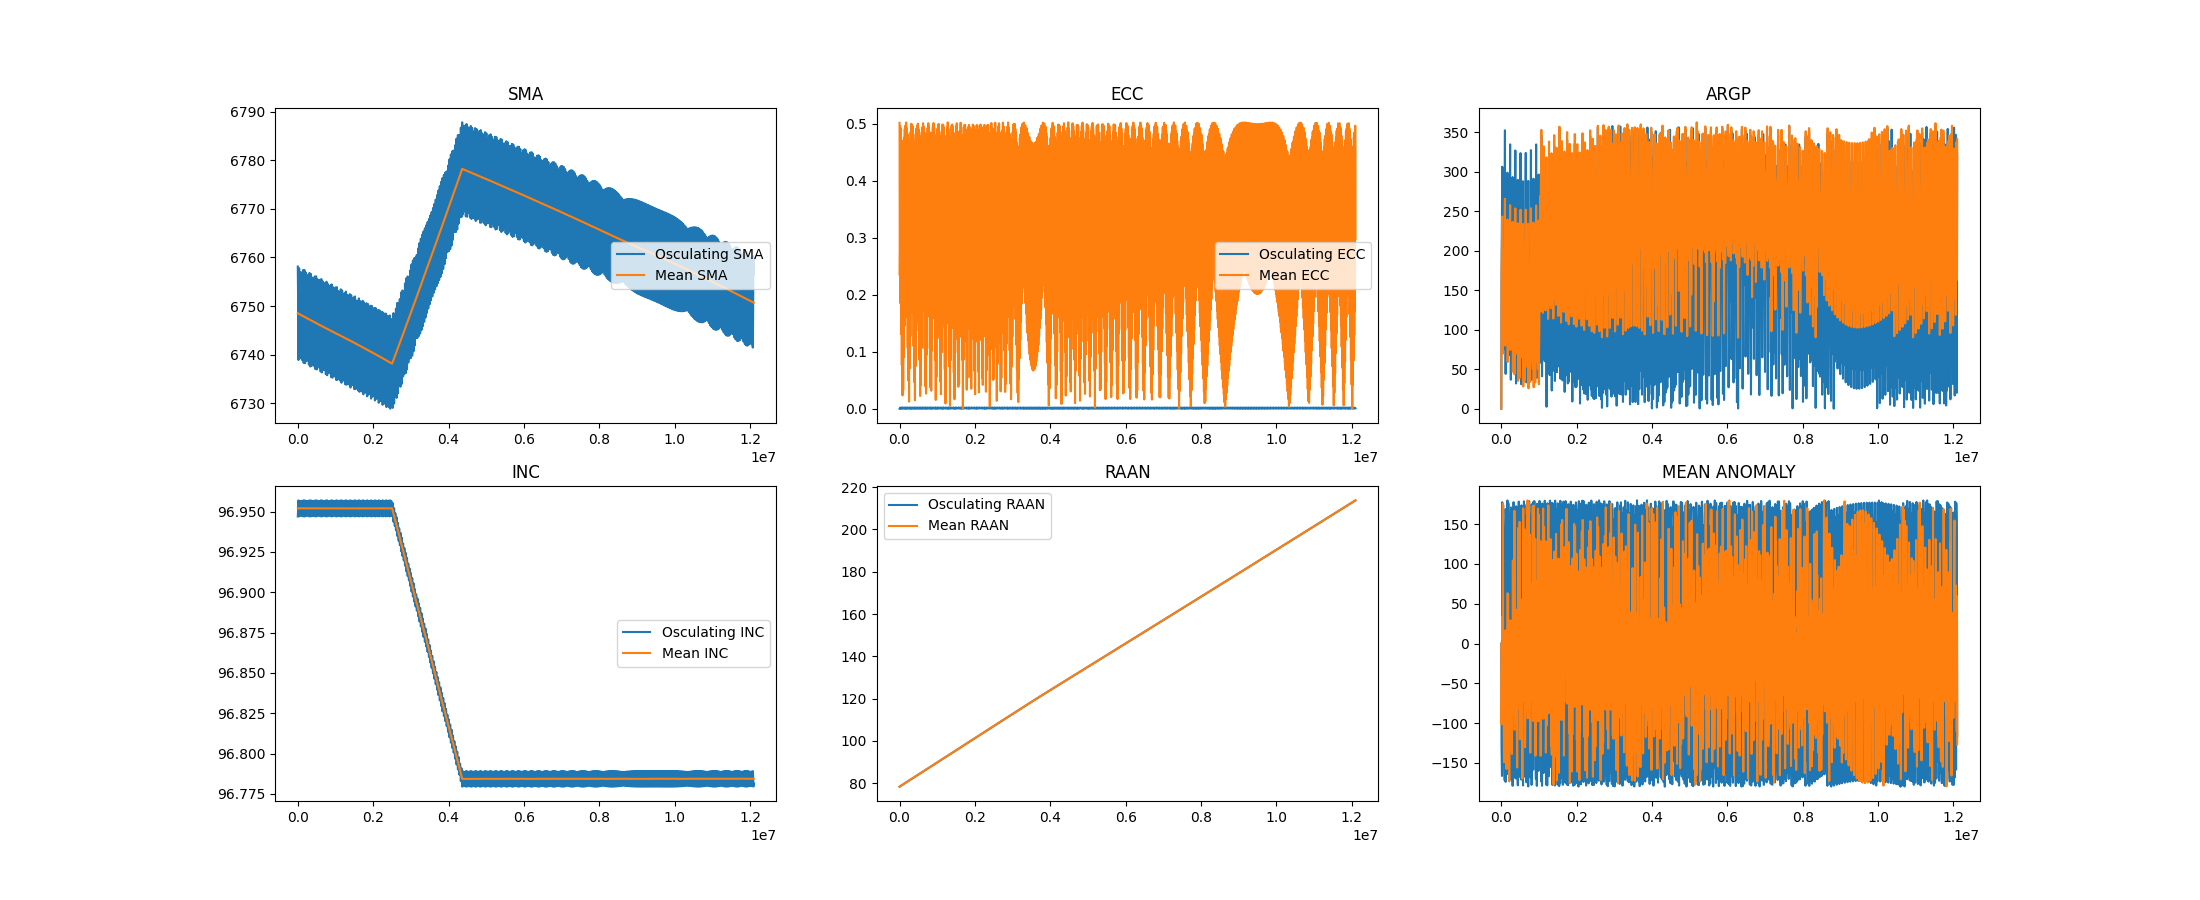 SMA
6790
6780
6770
6760
6750
6740
6730
Osculating SMA
Mean SMA
0.0 0.2 0.4 0.6 0.8 1.0 1.2
1e7
ECC
0.5
0.4
0.3
0.2
0.1
0.0
Osculating ECC
Mean ECC
0.0 0.2 0.4 0.6 0.8 1.0 1.2
1e7
ARGP
350
300
250
200
150
100
50
0
0.0 0.2 0.4 0.6 0.8 1.0 1.2
1e7
INC
96.950
96.925
96.900
96.875
96.850
96.825
96.800
96.775
Osculating INC
Mean INC
0.0 0.2 0.4 0.6 0.8 1.0 1.2
1e7
RAAN
220
200
180
160
140
120
100
80
Osculating RAAN
Mean RAAN
0.0 0.2 0.4 0.6 0.8 1.0 1.2
1e7
MEAN ANOMALY
150
100
50
0
−50
−100
−150
0.0 0.2 0.4 0.6 0.8 1.0 1.2
1e7